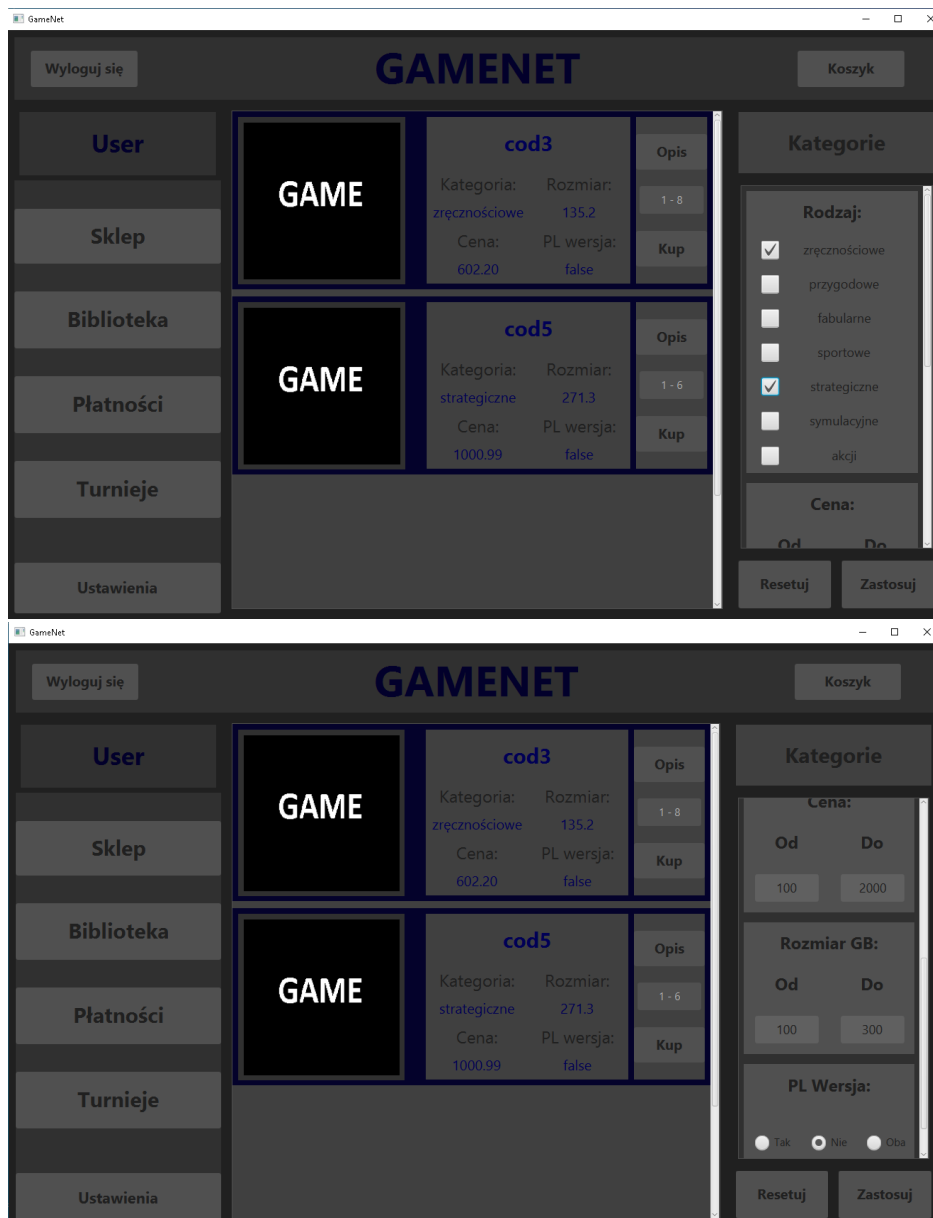 GameNet
Wyloguj się
GAMENET
Koszyk
User
Sklep
Biblioteka
Płatności
Turnieje
Ustawienia
GAME
cod3
Kategoria: Rozmiar:
zręcznościowe 135.2
Cena: PL wersja:
602.20 false
Opis
1 - 8
Kup
GAME
cod5
Kategoria: Rozmiar:
strategiczne 271.3
Cena: PL wersja:
1000.99 false
Opis
1 - 6
Kup
Kategorie
Rodzaj:
zręcznościowe
przygodowe
fabularne
sportowe
strategiczne
symulacyjne
akcji
Cena:
Od Do
Resetuj Zastosuj
GameNet
Wyloguj się
GAMENET
Koszyk
User
Sklep
Biblioteka
Płatności
Turnieje
Ustawienia
GAME
cod3
Kategoria: Rozmiar:
zręcznościowe 135.2
Cena: PL wersja:
602.20 false
Opis
1 - 8
Kup
GAME
cod5
Kategoria: Rozmiar:
strategiczne 271.3
Cena: PL wersja:
1000.99 false
Opis
1 - 6
Kup
Kategorie
Cena:
Od Do
100 2000
Rozmiar GB:
Od Do
100 300
PL Wersja:
Tak Nie Oba
Resetuj Zastosuj